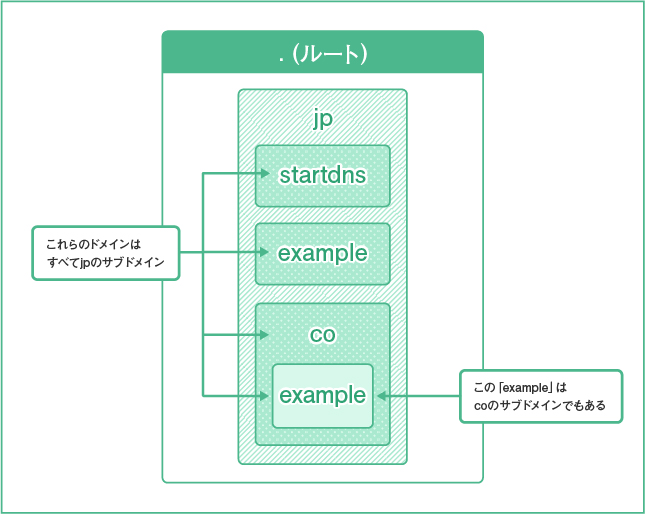 . (ルート)
jp
startdns
example
co
example
これらのドメインは
すべてjpのサブドメイン
この「example」は
coのサブドメインでもある